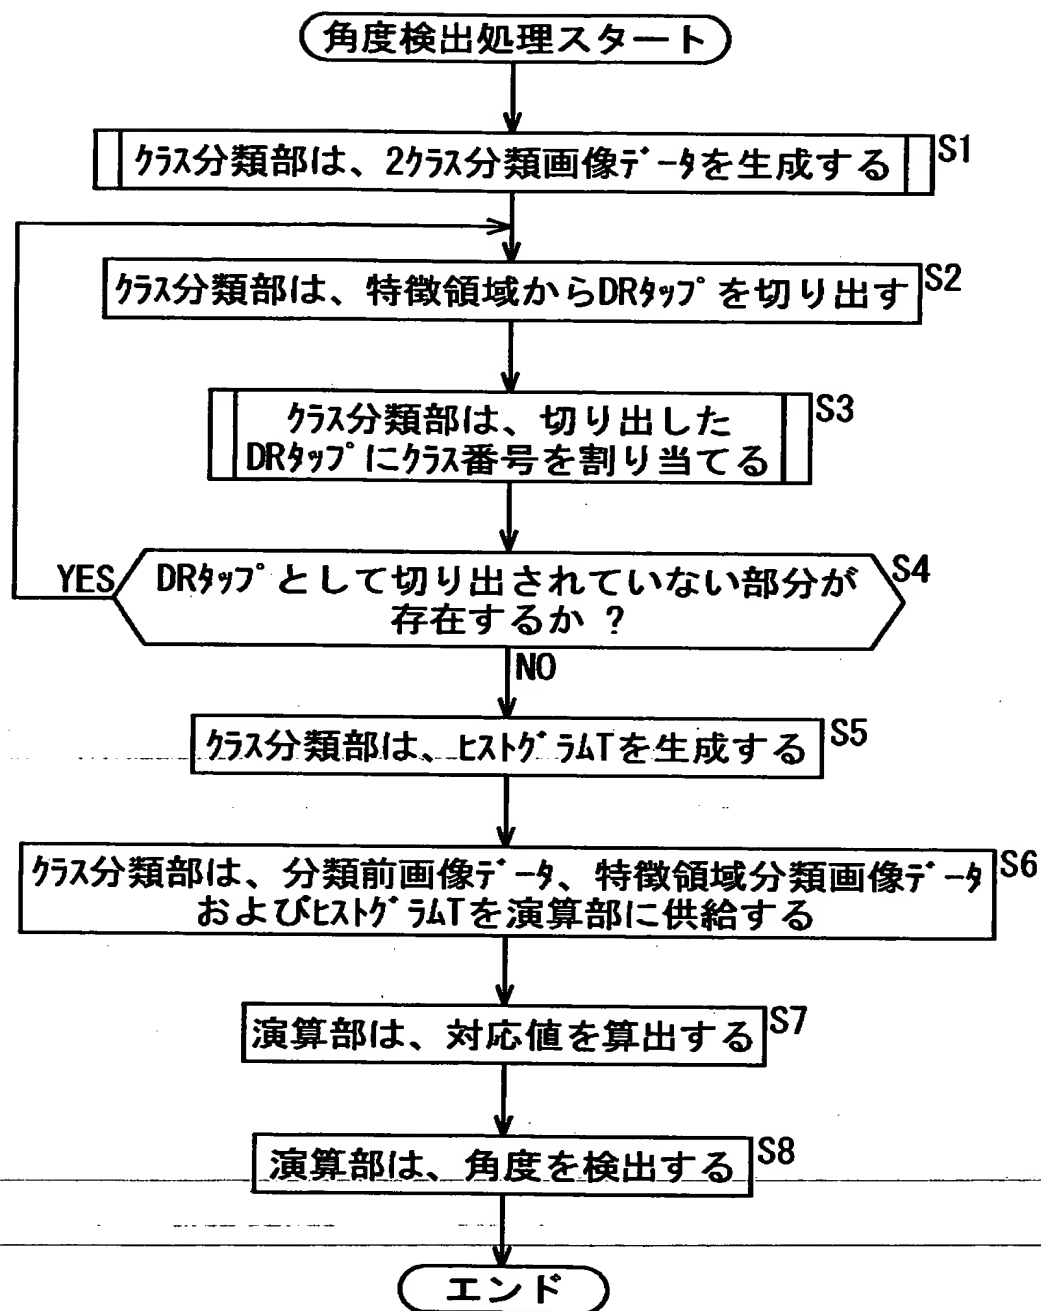 角度検出処理スタート
クラス分類部は、2クラス分類画像データを生成する
S1
クラス分類部は、特徴領域からDRタップを切り出す
S2
クラス分類部は、切り出した
DRタップにクラス番号を割り当てる
S3
DRタップとして切り出されていない部分が
存在するか ?
S4
YES
NO
クラス分類部は、ヒストグラムTを生成する
S5
クラス分類部は、分類前画像データ、特徴領域分類画像データ
およびヒストグラムTを演算部に供給する
S6
演算部は、対応値を算出する
S7
演算部は、角度を検出する
S8
エンド